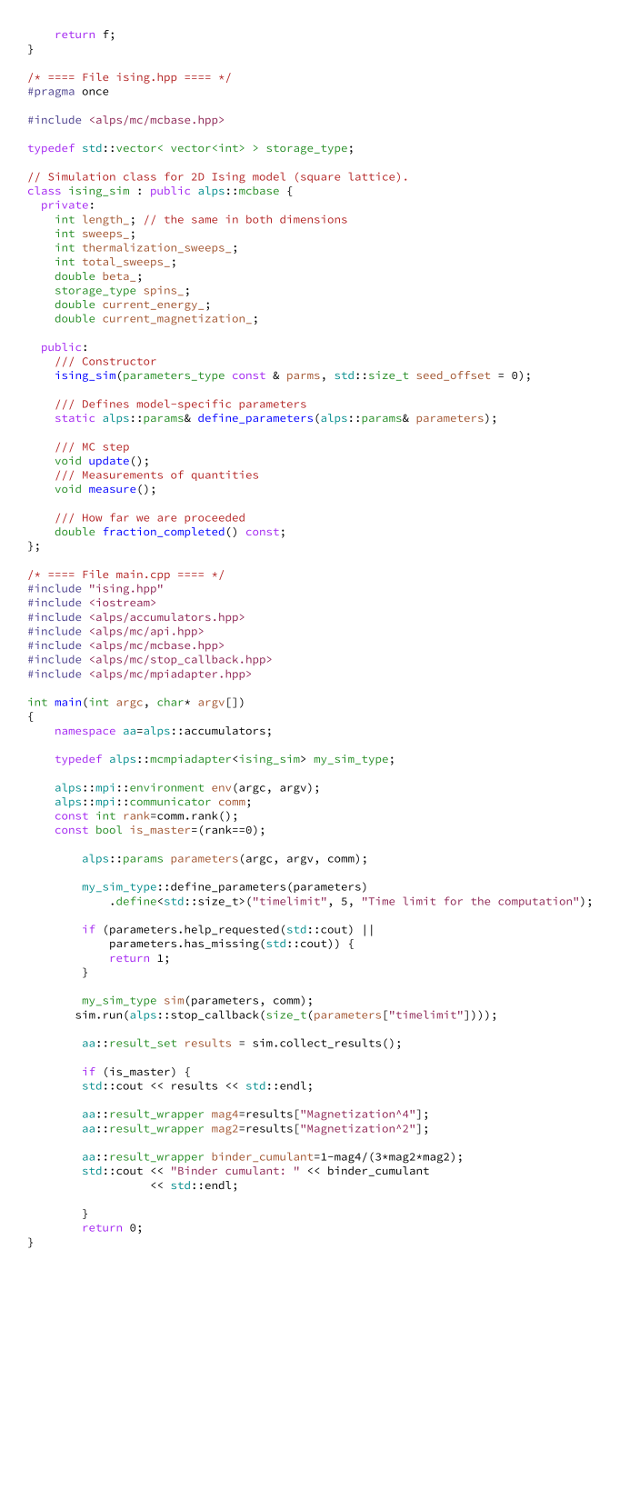 return f;
}

/* ==== File ising.hpp ==== */
#pragma once

#include <alps/mc/mcbase.hpp>

typedef std::vector< vector<int> > storage_type;

// Simulation class for 2D Ising model (square lattice).
class ising_sim : public alps::mcbase {
  private:
    int length_; // the same in both dimensions
    int sweeps_;
    int thermalization_sweeps_;
    int total_sweeps_;
    double beta_;
    storage_type spins_;
    double current_energy_;
    double current_magnetization_;

  public:
    /// Constructor
    ising_sim(parameters_type const & parms, std::size_t seed_offset = 0);

    /// Defines model-specific parameters
    static alps::params& define_parameters(alps::params& parameters);

    /// MC step
    void update();
    /// Measurements of quantities
    void measure();

    /// How far we are proceeded
    double fraction_completed() const;
};

/* ==== File main.cpp ==== */
#include "ising.hpp"
#include <iostream>
#include <alps/accumulators.hpp>
#include <alps/mc/api.hpp>
#include <alps/mc/mcbase.hpp>
#include <alps/mc/stop_callback.hpp>
#include <alps/mc/mpiadapter.hpp>

int main(int argc, char* argv[])
{
    namespace aa=alps::accumulators;

    typedef alps::mcmpiadapter<ising_sim> my_sim_type;

    alps::mpi::environment env(argc, argv);
    alps::mpi::communicator comm;
    const int rank=comm.rank();
    const bool is_master=(rank==0);

        alps::params parameters(argc, argv, comm);

        my_sim_type::define_parameters(parameters)
            .define<std::size_t>("timelimit", 5, "Time limit for the computation");

        if (parameters.help_requested(std::cout) ||
            parameters.has_missing(std::cout)) {
            return 1;
        }

        my_sim_type sim(parameters, comm);
       sim.run(alps::stop_callback(size_t(parameters["timelimit"])));

        aa::result_set results = sim.collect_results();

        if (is_master) {
        std::cout << results << std::endl;

        aa::result_wrapper mag4=results["Magnetization^4"];
        aa::result_wrapper mag2=results["Magnetization^2"];

        aa::result_wrapper binder_cumulant=1-mag4/(3*mag2*mag2);
        std::cout << "Binder cumulant: " << binder_cumulant
                  << std::endl;

        }
        return 0;
}